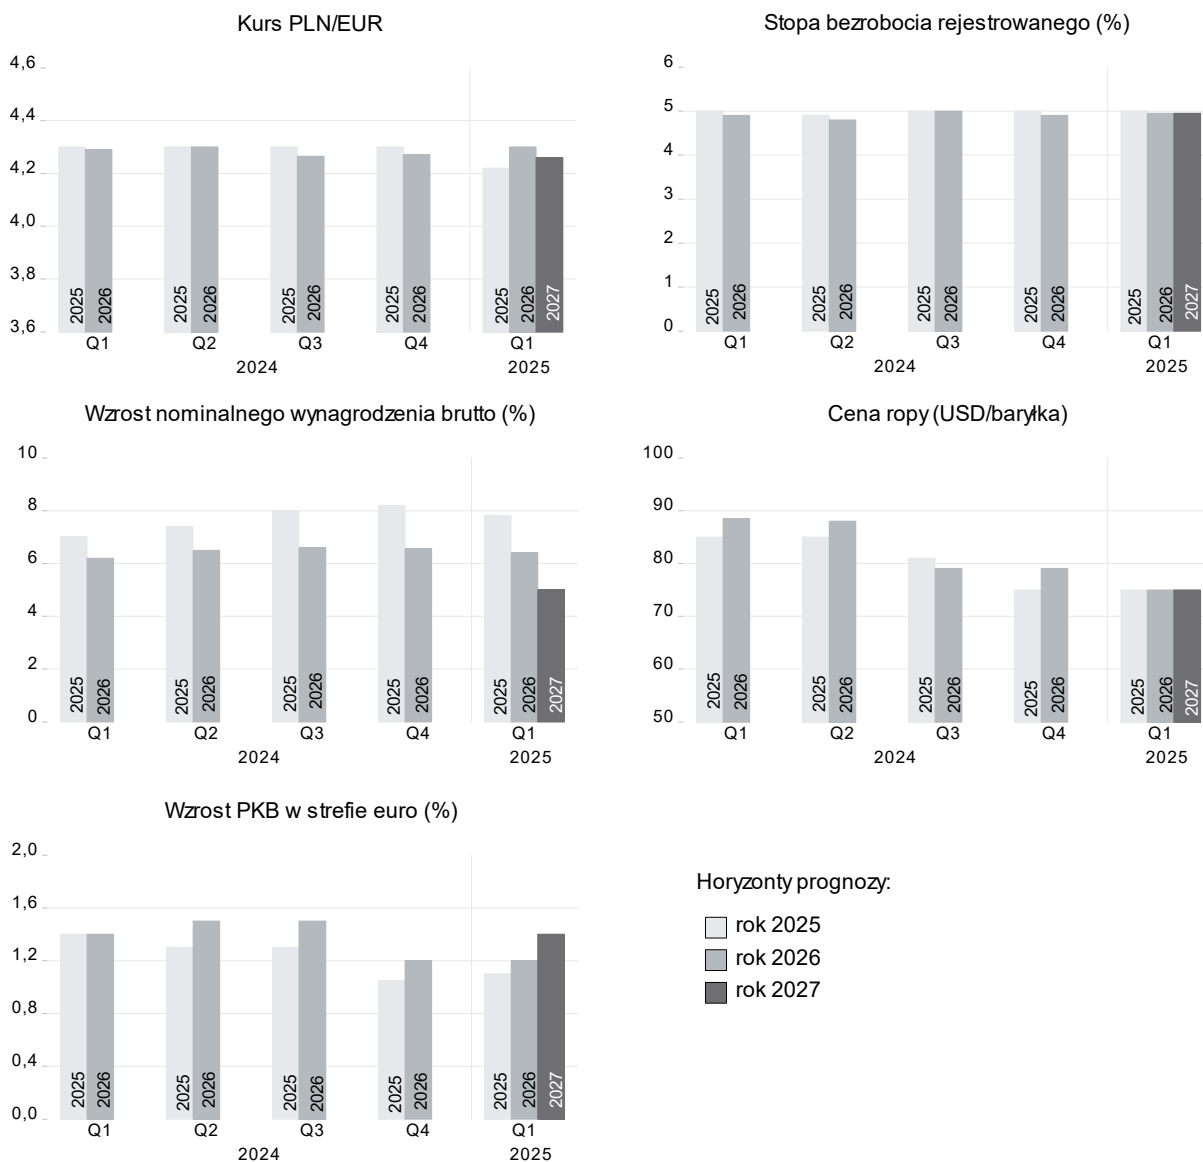 Kurs PLN/EUR
4,6
4,4
4,2
4,0
3,8
3,6
2025 2026 2025 2026 2025 2026 2025 2026 2025 2026 2027
Q1 Q2 Q3 Q4 Q1
2024 2025
Stopa bezrobocia rejestrowanego (%)
6
5
4
3
2
1
0
2025 2026 2025 2026 2025 2026 2025 2026 2025 2026 2027
Q1 Q2 Q3 Q4 Q1
2024 2025
Wzrost nominalnego wynagrodzenia brutto (%)
10
8
6
4
2
0
2025 2026 2025 2026 2025 2026 2025 2026 2025 2026 2027
Q1 Q2 Q3 Q4 Q1
2024 2025
Cena ropy (USD/baryłka)
100
90
80
70
60
50
2025 2026 2025 2026 2025 2026 2025 2026 2025 2026 2027
Q1 Q2 Q3 Q4 Q1
2024 2025
Wzrost PKB w strefie euro (%)
2,0
1,6
1,2
0,8
0,4
0,0
2025 2026 2025 2026 2025 2026 2025 2026 2025 2026 2027
Q1 Q2 Q3 Q4 Q1
2024 2025
Horyzonty prognozy:
rok 2025
rok 2026
rok 2027